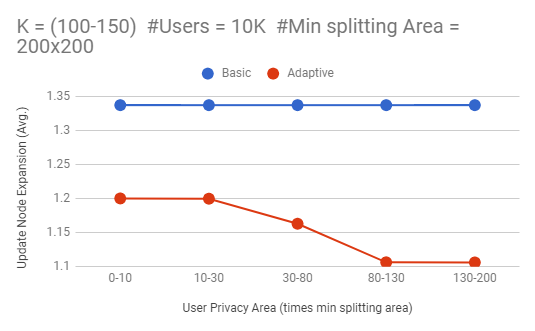 K = (100-150)  #Users = 10K  #Min splitting Area =
200x200
Basic
Adaptive
Update Node Expansion (Avg.)
1.35
1.3
1.25
1.2
1.15
1.1
0-10
10-30
30-80
80-130
130-200
User Privacy Area (times min splitting area)